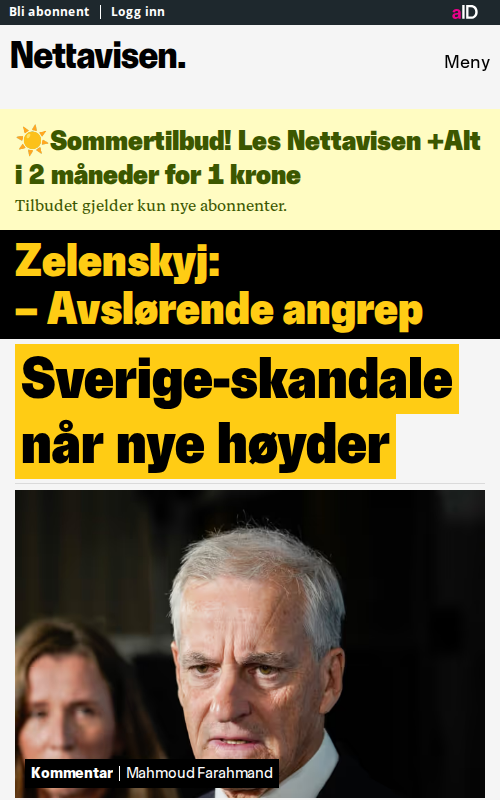 Bli abonnent | Logg inn
aID
Nettavisen.
Meny
☀️Sommertilbud! Les Nettavisen +Alt
i 2 måneder for 1 krone
Tilbudet gjelder kun nye abonnenter.
Zelenskyj:
– Avslørende angrep
Sverige-skandale
når nye høyder
Kommentar | Mahmoud Farahmand